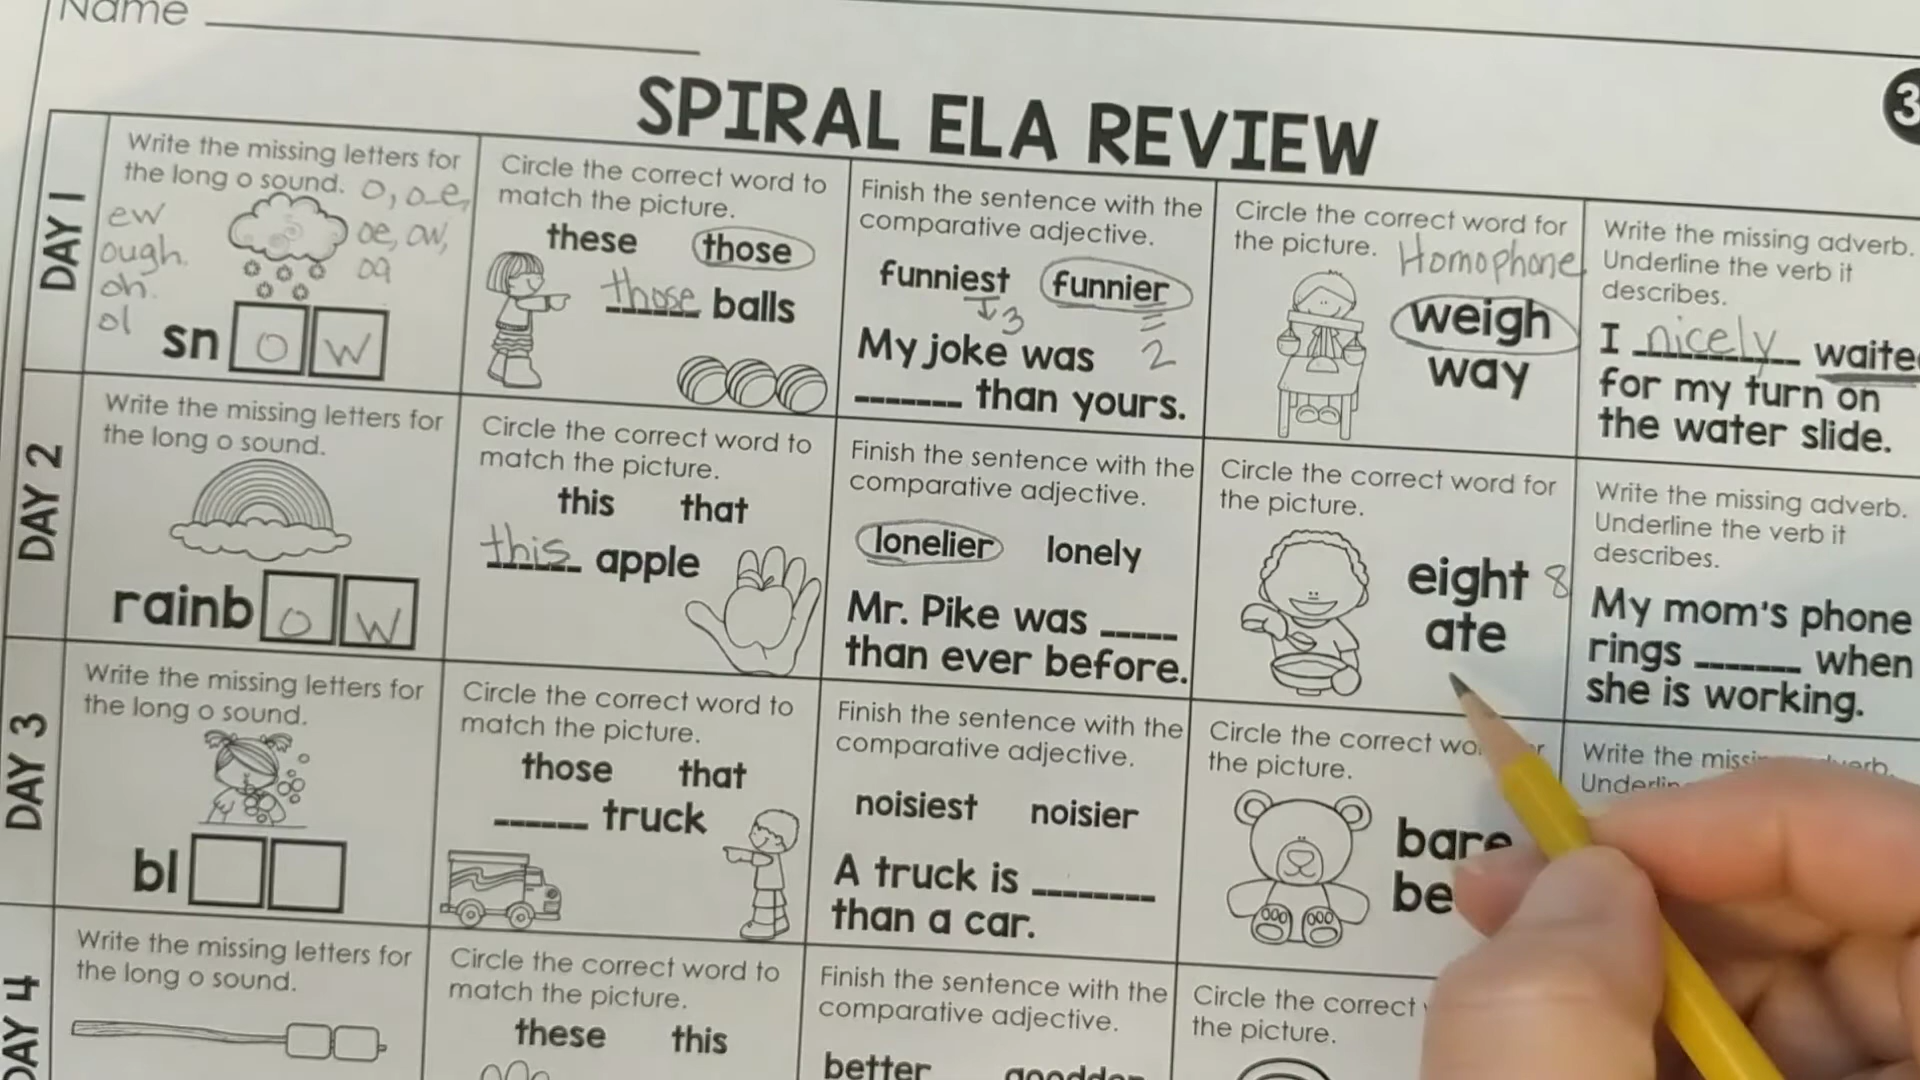 Name
SPIRAL ELA REVIEW
3
DAY 1
Write the missing letters for
the long o sound. o, o-e,
ew
oe, ow,
ough.
oa
oh.
ol
sn o w
Circle the correct word to
match the picture.
these those
those balls
Finish the sentence with the
comparative adjective.
funniest funnier
3
2
My joke was
than yours.
Circle the correct word for
the picture. Homophone
weigh
way
Write the missing adverb.
Underline the verb it
describes.
I nicely waite
for my turn on
the water slide.
DAY 2
Write the missing letters for
the long o sound.
rainb o w
Circle the correct word to
match the picture.
this that
this apple
Finish the sentence with the
comparative adjective.
lonelier lonely
Mr. Pike was
than ever before.
Circle the correct word for
the picture.
eight 8
ate
Write the missing adverb.
Underline the verb it
describes.
My mom's phone
rings when
she is working.
DAY 3
Write the missing letters for
the long o sound.
bl
Circle the correct word to
match the picture.
those that
truck
Finish the sentence with the
comparative adjective.
noisiest noisier
A truck is
than a car.
Circle the correct
the picture.
bare
be
Write the
Underlin
DAY 4
Write the missing letters for
the long o sound.
Circle the correct word to
match the picture.
these this
Finish the sentence with the
comparative adjective.
better
Circle the correct
the picture.